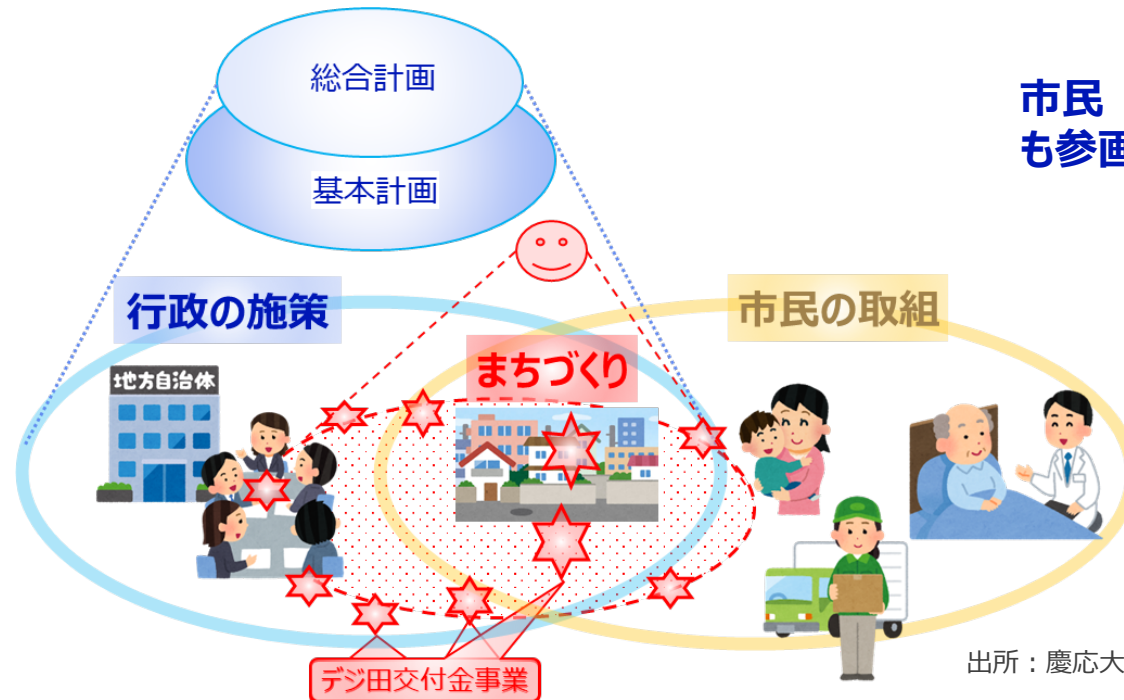 総合計画
基本計画
市民
も参画
行政の施策
市民の取組
まちづくり
地方自治体
デジ田交付金事業
出所：慶応大